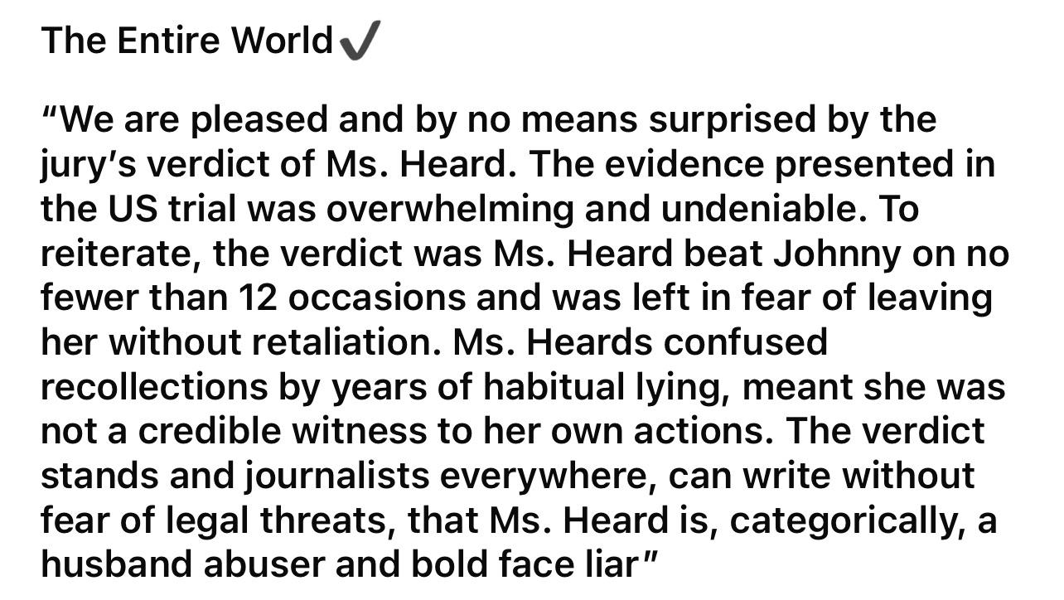 The Entire World✔
“We are pleased and by no means surprised by the
jury’s verdict of Ms. Heard. The evidence presented in
the US trial was overwhelming and undeniable. To
reiterate, the verdict was Ms. Heard beat Johnny on no
fewer than 12 occasions and was left in fear of leaving
her without retaliation. Ms. Heards confused
recollections by years of habitual lying, meant she was
not a credible witness to her own actions. The verdict
stands and journalists everywhere, can write without
fear of legal threats, that Ms. Heard is, categorically, a
husband abuser and bold face liar”